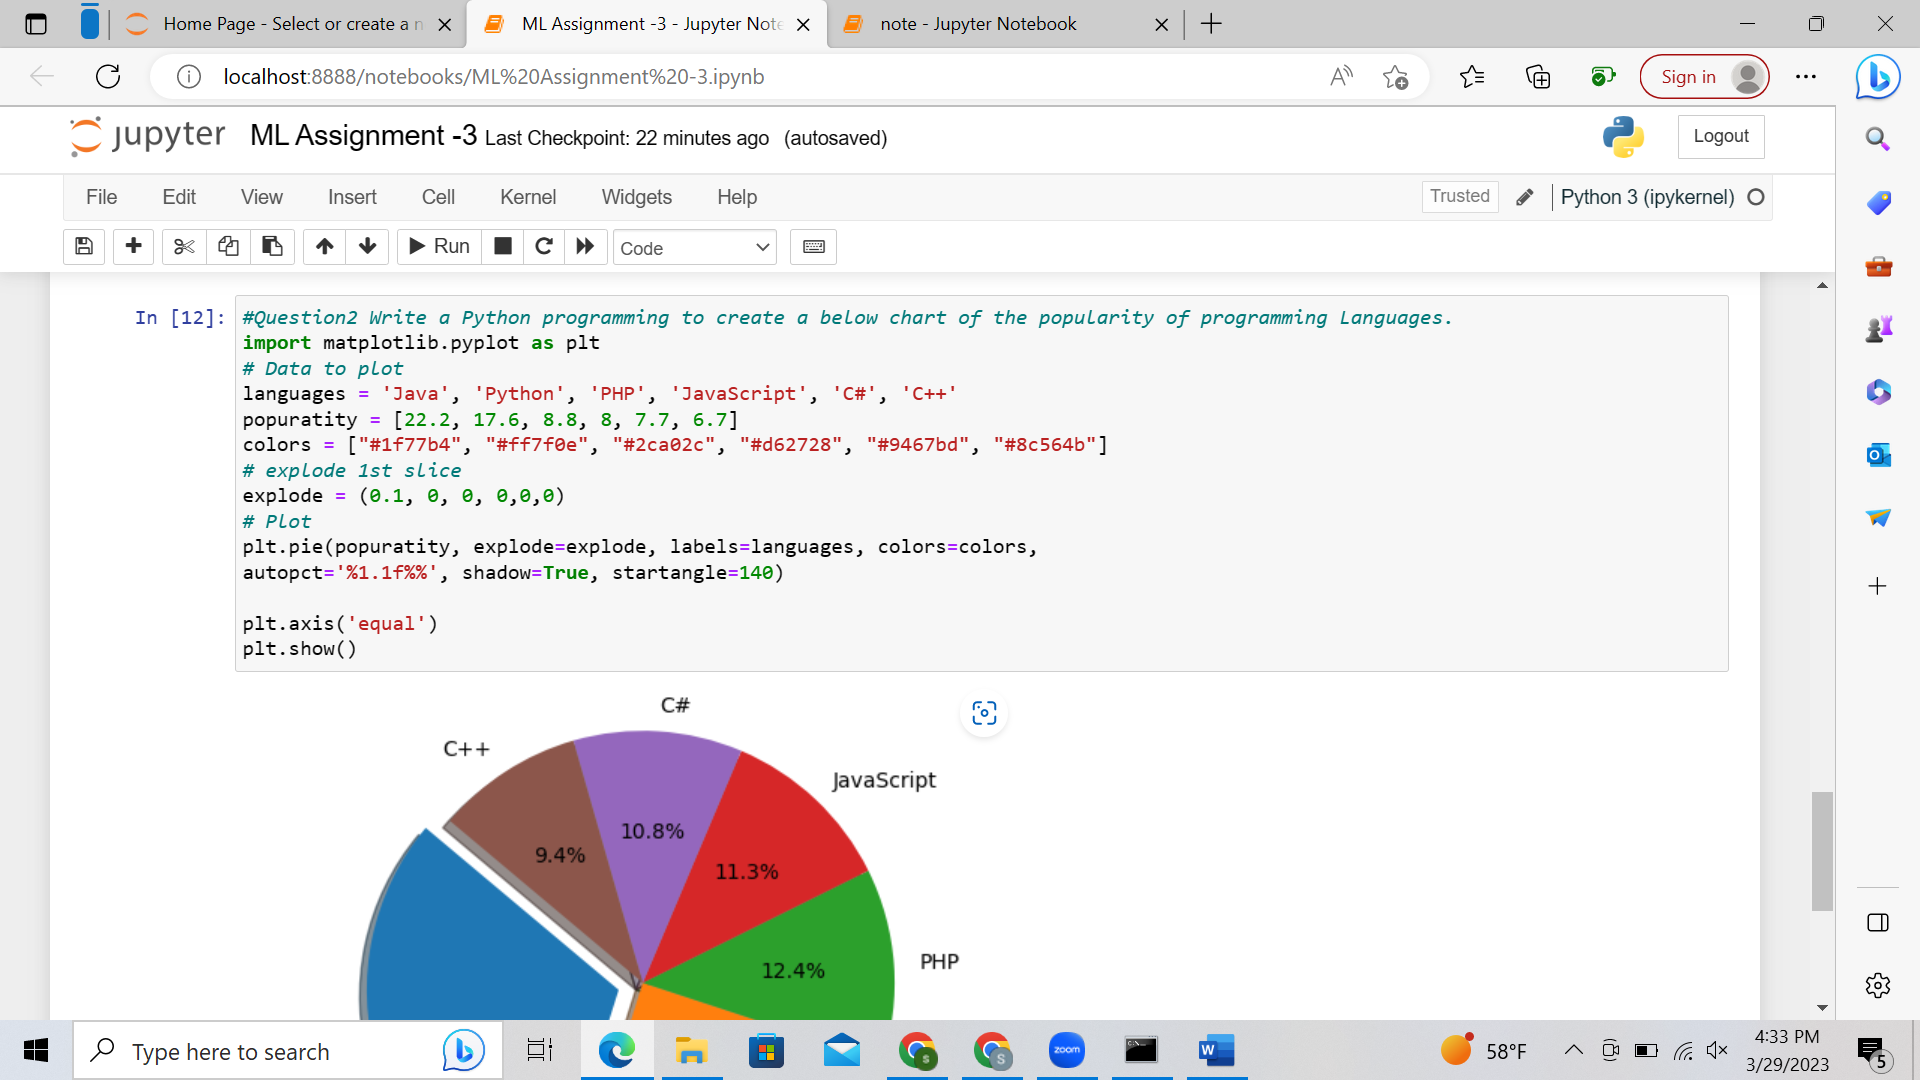 Home Page - Select or create a n
ML Assignment -3 - Jupyter Note
note - Jupyter Notebook
localhost:8888/notebooks/ML%20Assignment%20-3.ipynb
Sign in
jupyter ML Assignment -3 Last Checkpoint: 22 minutes ago (autosaved)
Logout
File Edit View Insert Cell Kernel Widgets Help
Trusted
Python 3 (ipykernel)
Run
Code
In [12]:
#Question2 Write a Python programming to create a below chart of the popularity of programming Languages.
import matplotlib.pyplot as plt
# Data to plot
languages = 'Java', 'Python', 'PHP', 'JavaScript', 'C#', 'C++'
popuratity = [22.2, 17.6, 8.8, 8, 7.7, 6.7]
colors = ["#1f77b4", "#ff7f0e", "#2ca02c", "#d62728", "#9467bd", "#8c564b"]
# explode 1st slice
explode = (0.1, 0, 0, 0,0,0)
# Plot
plt.pie(popuratity, explode=explode, labels=languages, colors=colors,
autopct='%1.1f%%', shadow=True, startangle=140)
plt.axis('equal')
plt.show()
C#
C++
JavaScript
10.8%
9.4%
11.3%
PHP
12.4%
Type here to search
zoom
58°F
4:33 PM
3/29/2023
5